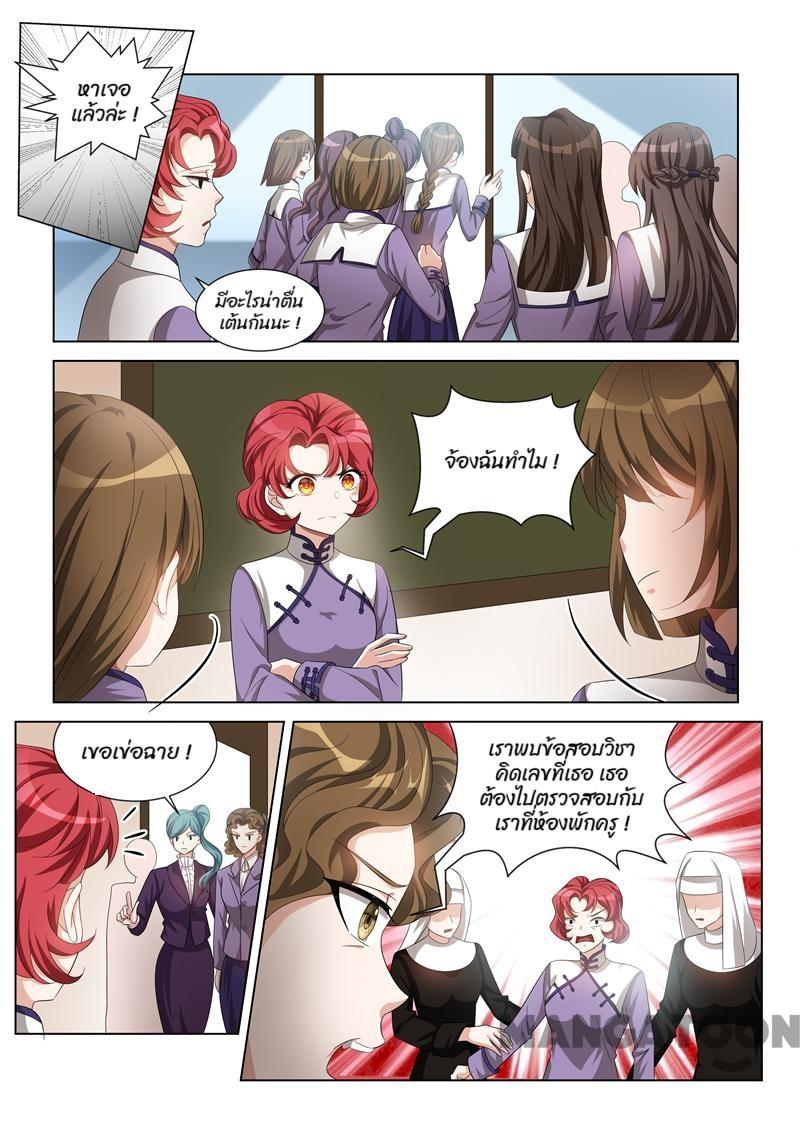 หาเจอ
แล้วล่ะ !
มีอะไรน่าตื่น
เต้นกันนะ !
จ้องฉันทำไม !
เขอเข่อฉาย !
เราพบข้อสอบวิชา
คิดเลขที่เธอ เธอ
ต้องไปตรวจสอบกับ
เราที่ห้องพักครู !
MANGATOON